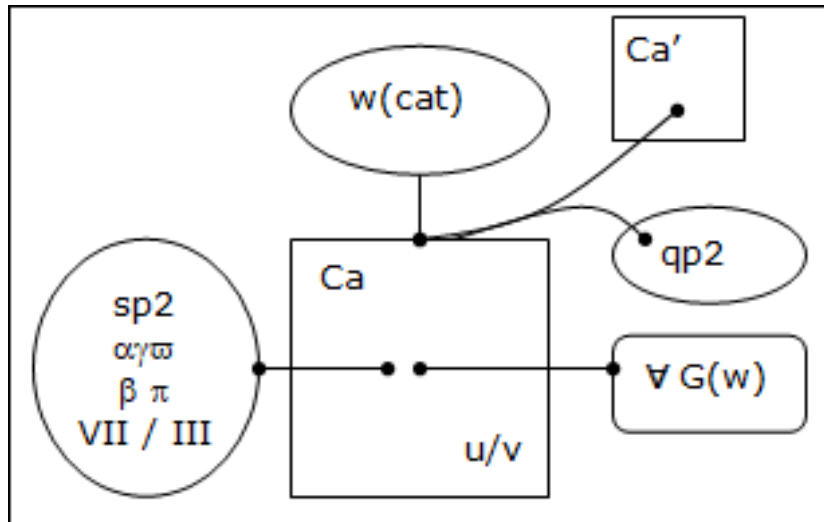 w(cat)
Ca’
Ca
qp2
sp2
αγϖ
β π
VII / III
∀ G(w)
u/v